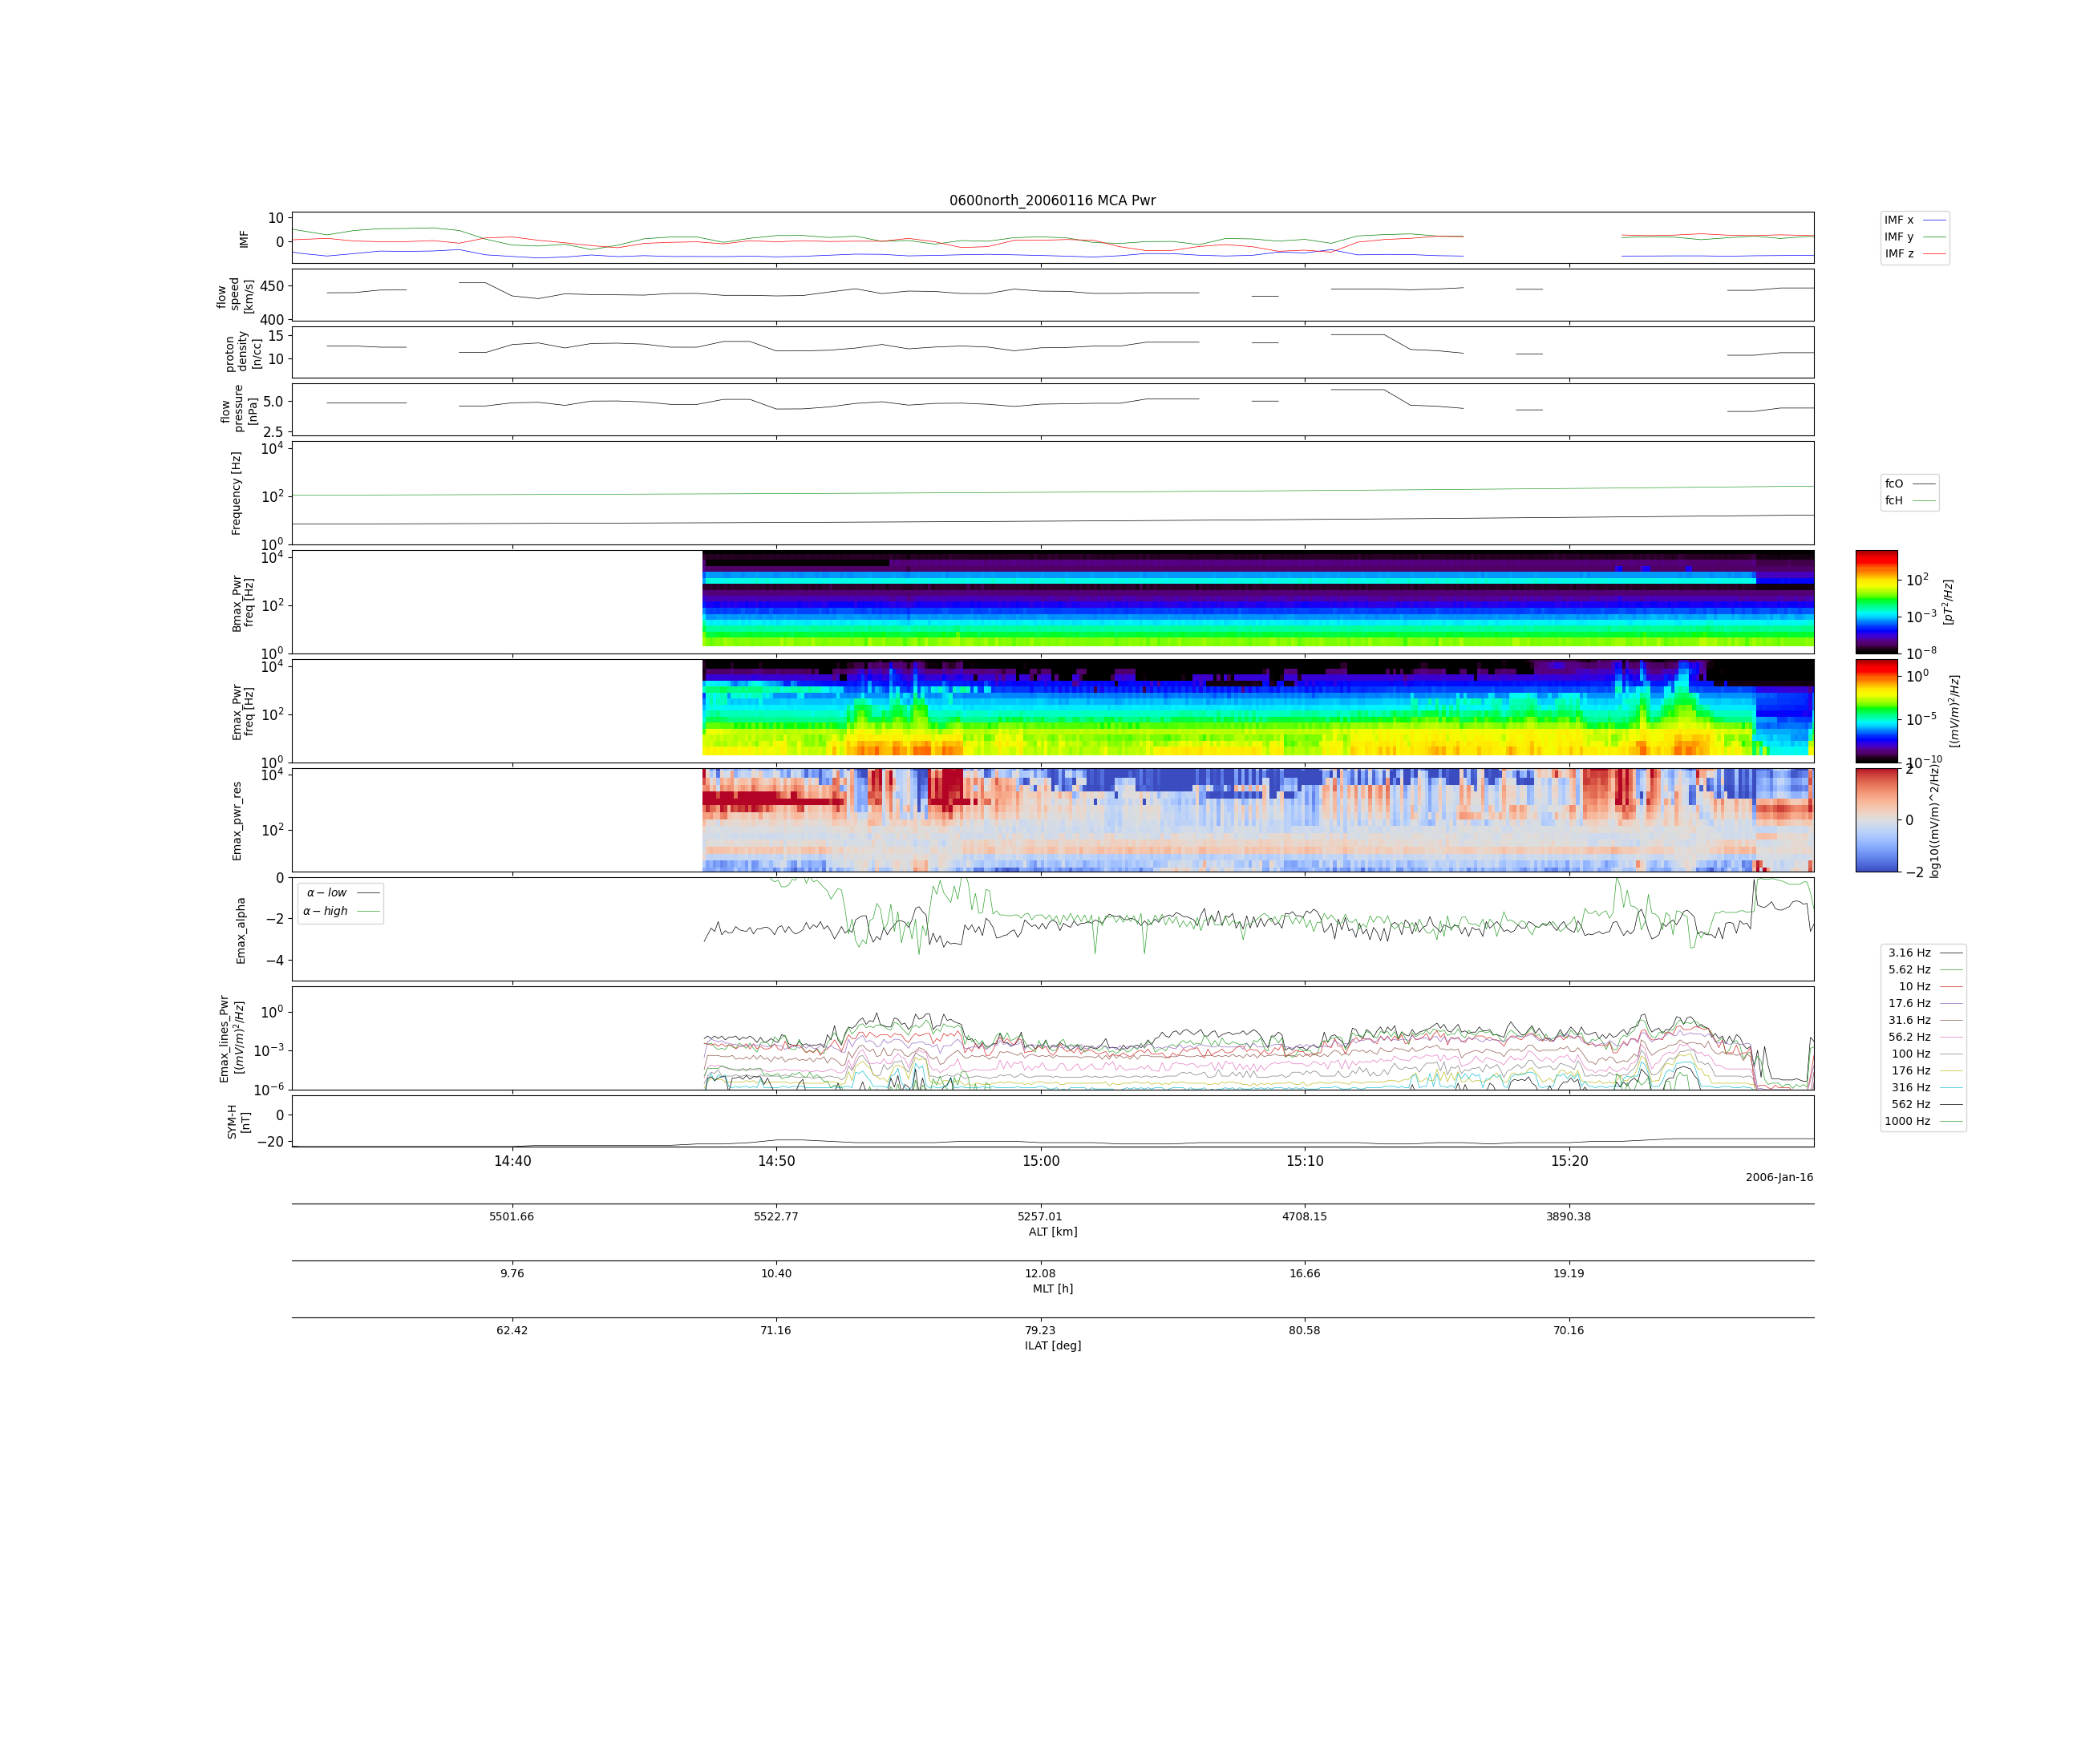 0600north_20060116 MCA Pwr
10
0
IMF
IMF x
IMF y
IMF z
450
400
flow
speed
[km/s]
15
10
proton
density
[n/cc]
5.0
2.5
flow
pressure
[nPa]
10^4
10^2
10^0
Frequency [Hz]
fcO
fcH
10^4
10^2
10^0
Bmax_Pwr
freq [Hz]
10^2
10^-3
10^-8
[pT^2/Hz]
10^4
10^2
10^0
Emax_Pwr
freq [Hz]
10^0
10^-5
10^-10
[(mV/m)^2/Hz]
10^4
10^2
Emax_pwr_res
2
0
−2
log10((mV/m)^2/Hz)
0
−2
−4
Emax_alpha
α − low
α − high
10^0
10^-3
10^-6
Emax_lines_Pwr
[(mV/m)^2/Hz]
3.16 Hz
5.62 Hz
10 Hz
17.6 Hz
31.6 Hz
56.2 Hz
100 Hz
176 Hz
316 Hz
562 Hz
1000 Hz
0
−20
SYM-H
[nT]
14:40 14:50 15:00 15:10 15:20
2006-Jan-16
5501.66 5522.77 5257.01 4708.15 3890.38
ALT [km]
9.76 10.40 12.08 16.66 19.19
MLT [h]
62.42 71.16 79.23 80.58 70.16
ILAT [deg]